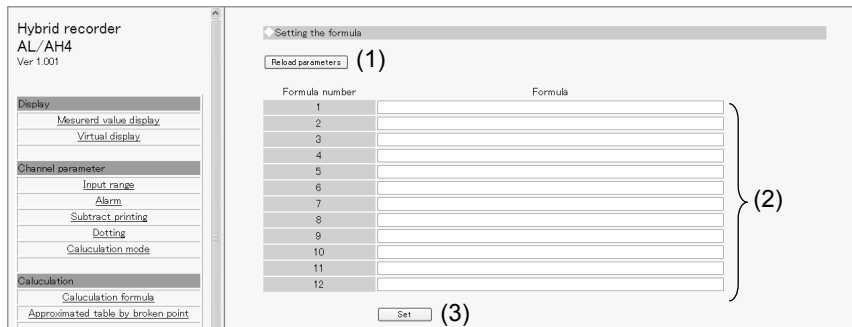 Hybrid recorder
AL/AH4
Ver 1.001
Display
Mesurerd value display
Virtual display
Channel parameter
Input range
Alarm
Subtract printing
Dotting
Caluculation mode
Caluculation
Caluculation formula
Approximated table by broken point
Setting the formula
Reload parameters (1)
Formula number Formula
1
2
3
4
5
6
7
8
9
10
11
12
(2)
Set (3)